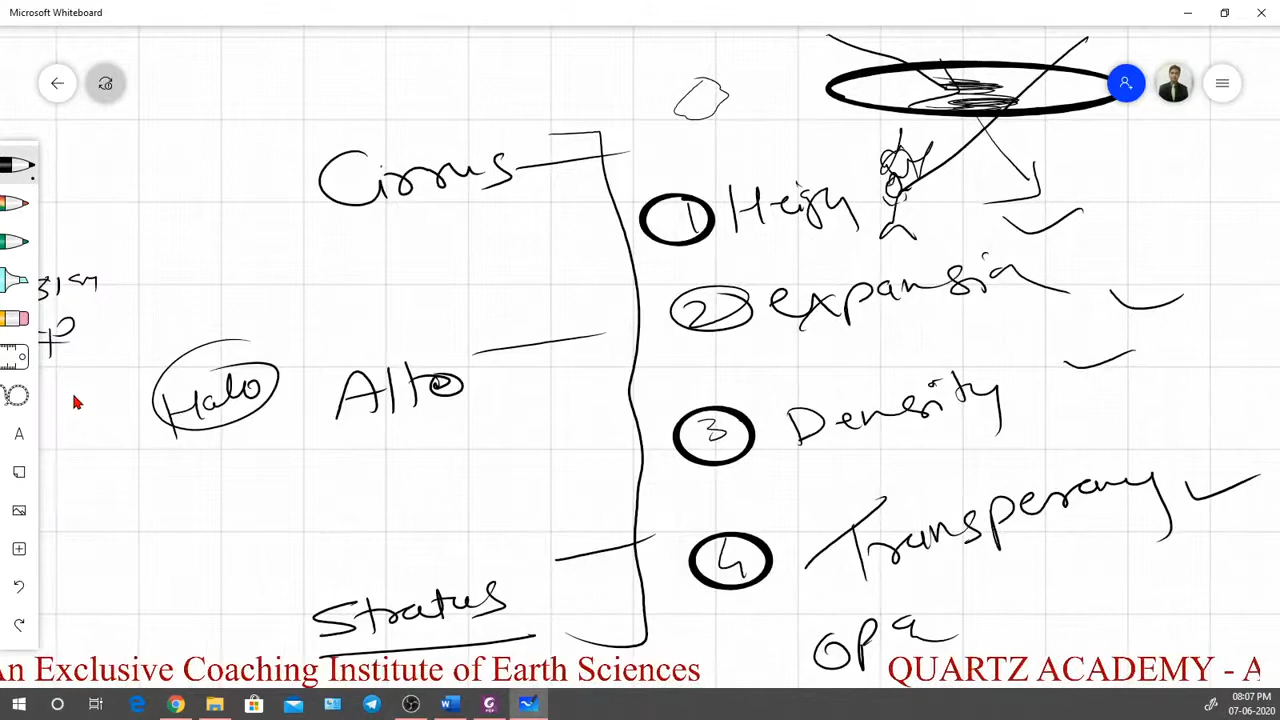 Microsoft Whiteboard
Cirrus
① High
② Expansion
Halo Alto
③ Density
④ Transperancy
Stratus
opa
An Exclusive Coaching Institute of Earth Sciences
QUARTZ ACADEMY - A
08:07 PM
07-06-2020